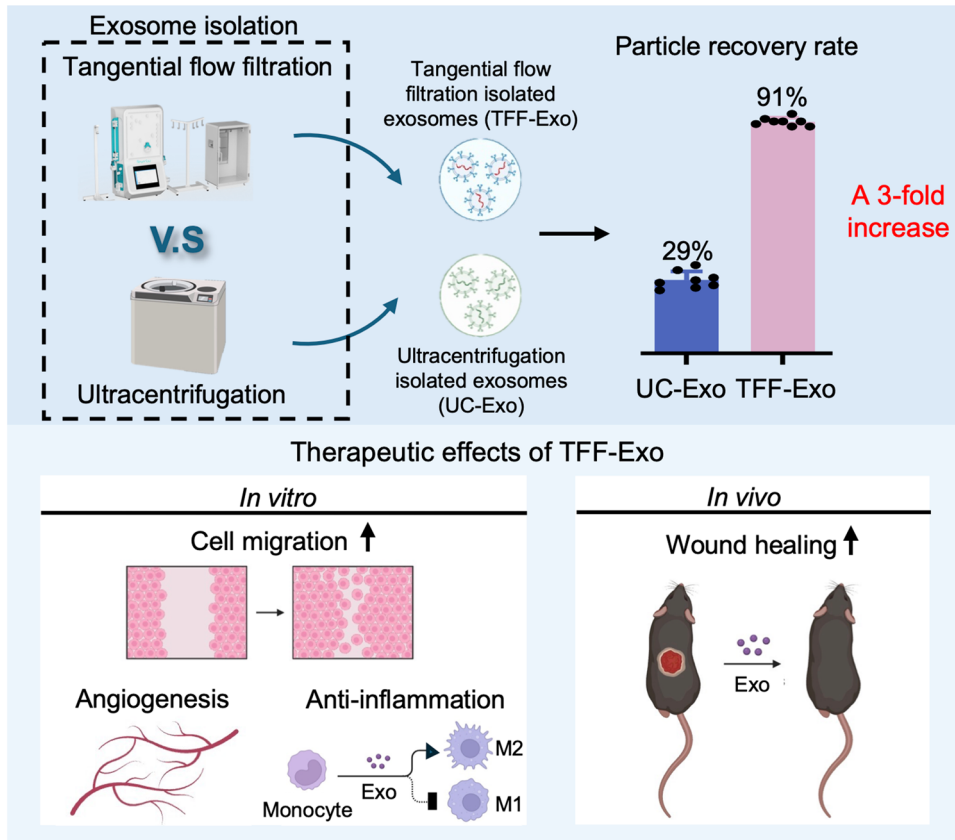 Exosome isolation
Tangential flow filtration
V.S
Ultracentrifugation
Tangential flow
filtration isolated
exosomes (TFF-Exo)
Ultracentrifugation
isolated exosomes
(UC-Exo)
Particle recovery rate
91%
29%
A 3-fold
increase
UC-Exo TFF-Exo
Therapeutic effects of TFF-Exo
In vitro
Cell migration
Angiogenesis
Anti-inflammation
Monocyte
Exo
M2
M1
In vivo
Wound healing
Exo